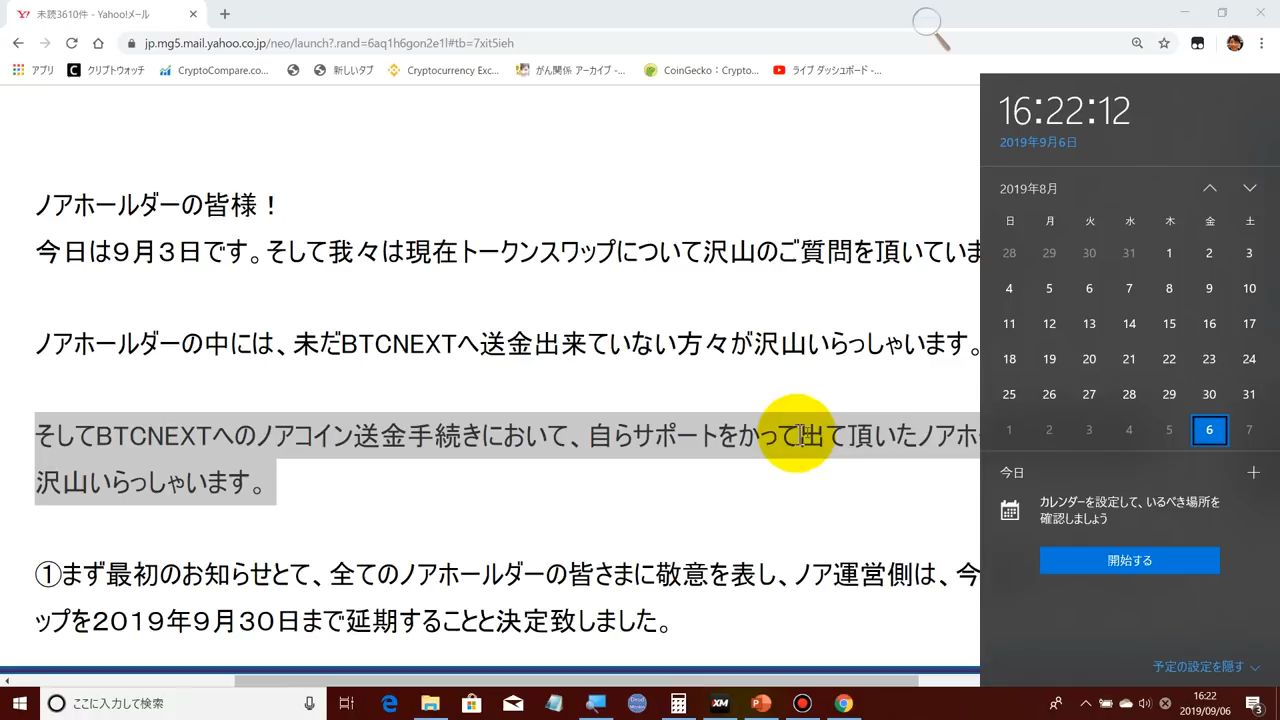 未読3610件 - Yahoo!メール
jp.mg5.mail.yahoo.co.jp/neo/launch?.rand=6aq1h6gon2e1l#tb=7xit5ieh
アプリ クリプトウォッチ CryptoCompare.co... 新しいタブ Cryptocurrency Exc... がん関係 アーカイブ -... CoinGecko：Crypto... ライブ ダッシュボード -...
ノアホールダーの皆様！
今日は９月３日です。そして我々は現在トークンスワップについて沢山のご質問を頂いていま
ノアホールダーの中には、未だBTCNEXTへ送金出来ていない方々が沢山いらっしゃいます。
そしてBTCNEXTへのノアコイン送金手続きにおいて、自らサポートをかって出て頂いたノアホ
沢山いらっしゃいます。
①まず最初のお知らせとて、全てのノアホールダーの皆さまに敬意を表し、ノア運営側は、今
ップを２０１９年９月３０日まで延期することと決定致しました。
16:22:12
2019年9月6日
2019年8月
日 月 火 水 木 金 土
28 29 30 31 1 2 3
4 5 6 7 8 9 10
11 12 13 14 15 16 17
18 19 20 21 22 23 24
25 26 27 28 29 30 31
1 2 3 4 5 6 7
今日
カレンダーを設定して、いるべき場所を
確認しましょう
開始する
予定の設定を隠す
ここに入力して検索
XM
16:22
2019/09/06
3